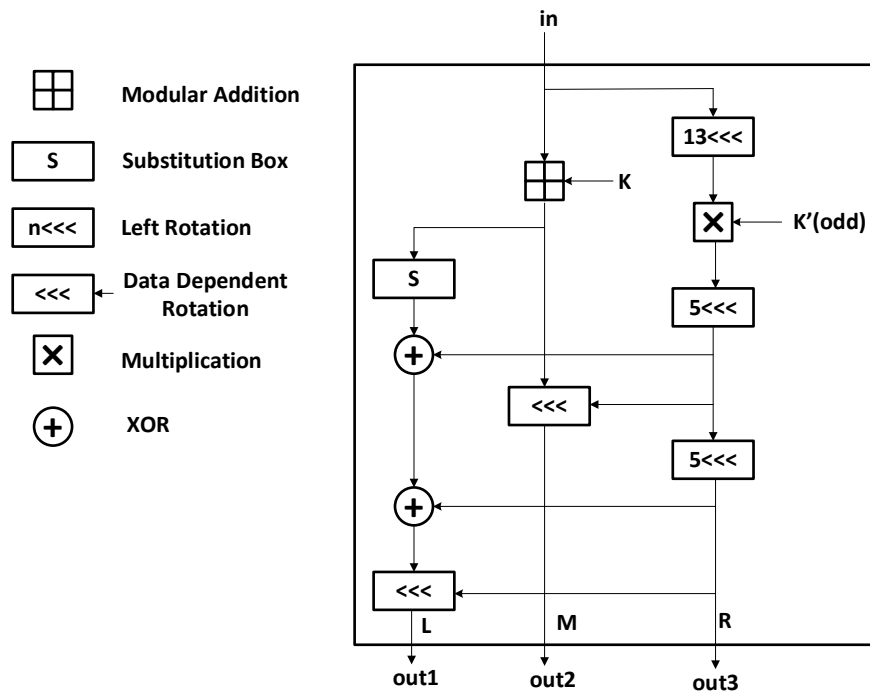 in
Modular Addition
13<<<
S
Substitution Box
K
K'(odd)
n<<<
Left Rotation
S
<<<
Data Dependent
Rotation
5<<<
Multiplication
<<<
XOR
5<<<
<<<
L
M
R
out1
out2
out3